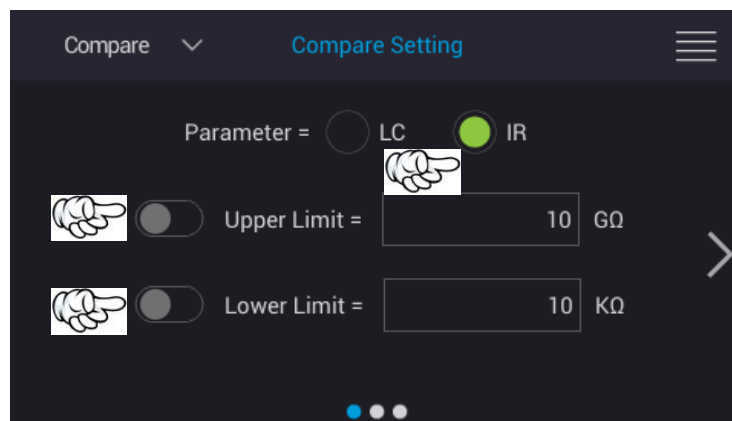 Compare Compare Setting
Parameter = LC IR
Upper Limit = 10 GΩ
Lower Limit = 10 KΩ